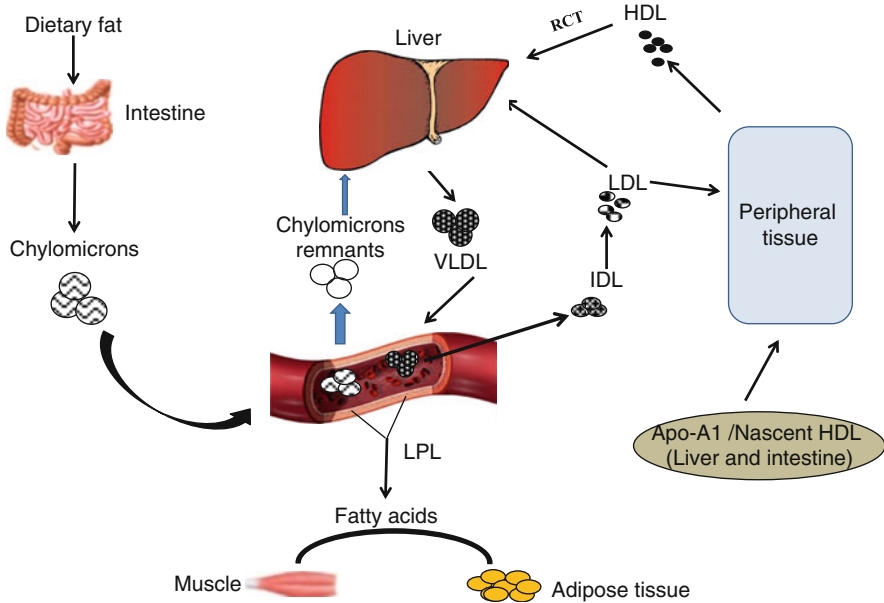 Dietary fat
Intestine
Chylomicrons
Liver
RCT
HDL
Chylomicrons
remnants
VLDL
LDL
IDL
Peripheral
tissue
Apo-A1 /Nascent HDL
(Liver and intestine)
LPL
Fatty acids
Muscle
Adipose tissue